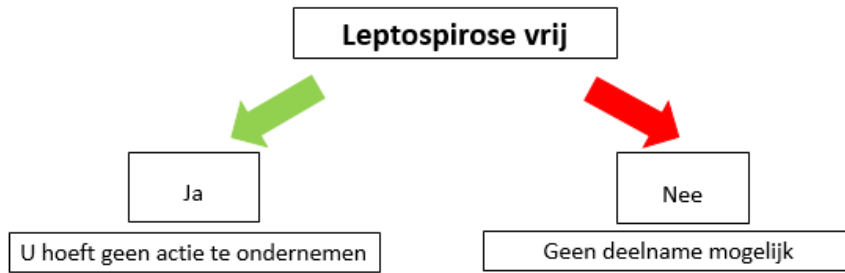 Leptospirose vrij
Ja
Nee
U hoeft geen actie te ondernemen
Geen deelname mogelijk